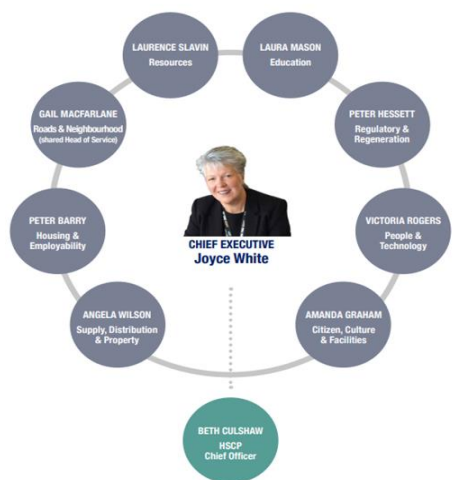 LAURENCE SLAVIN
Resources
LAURA MASON
Education
GAIL MACFARLANE
Roads & Neighbourhood
(shared Head of Service)
PETER HESSETT
Regulatory &
Regeneration
PETER BARRY
Housing &
Employability
VICTORIA ROGERS
People &
Technology
CHIEF EXECUTIVE
Joyce White
ANGELA WILSON
Supply, Distribution
& Property
AMANDA GRAHAM
Citizen, Culture
& Facilities
BETH CULSHAW
HSCP
Chief Officer